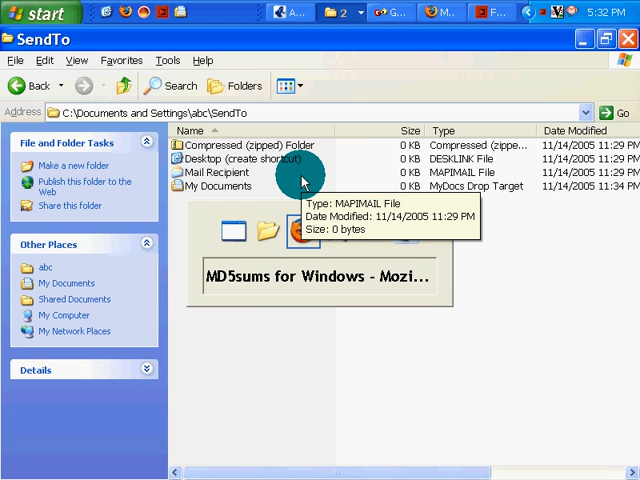 start
A...
2
G...
M...
F...
5:32 PM
SendTo
File Edit View Favorites Tools Help
Back
Search
Folders
Address
C:\Documents and Settings\abc\SendTo
Go
File and Folder Tasks
Make a new folder
Publish this folder to the
Web
Share this folder
Other Places
abc
My Documents
Shared Documents
My Computer
My Network Places
Details
Name Size Type Date Modified
Compressed (zipped) Folder 0 KB Compressed (zippe... 11/14/2005 11:29 PM
Desktop (create shortcut) 0 KB DESKLINK File 11/14/2005 11:29 PM
Mail Recipient 0 KB MAPIMAIL File 11/14/2005 11:29 PM
My Documents 0 KB MyDocs Drop Target 11/14/2005 11:34 PM
Type: MAPIMAIL File
Date Modified: 11/14/2005 11:29 PM
Size: 0 bytes
MD5sums for Windows - Mozi...